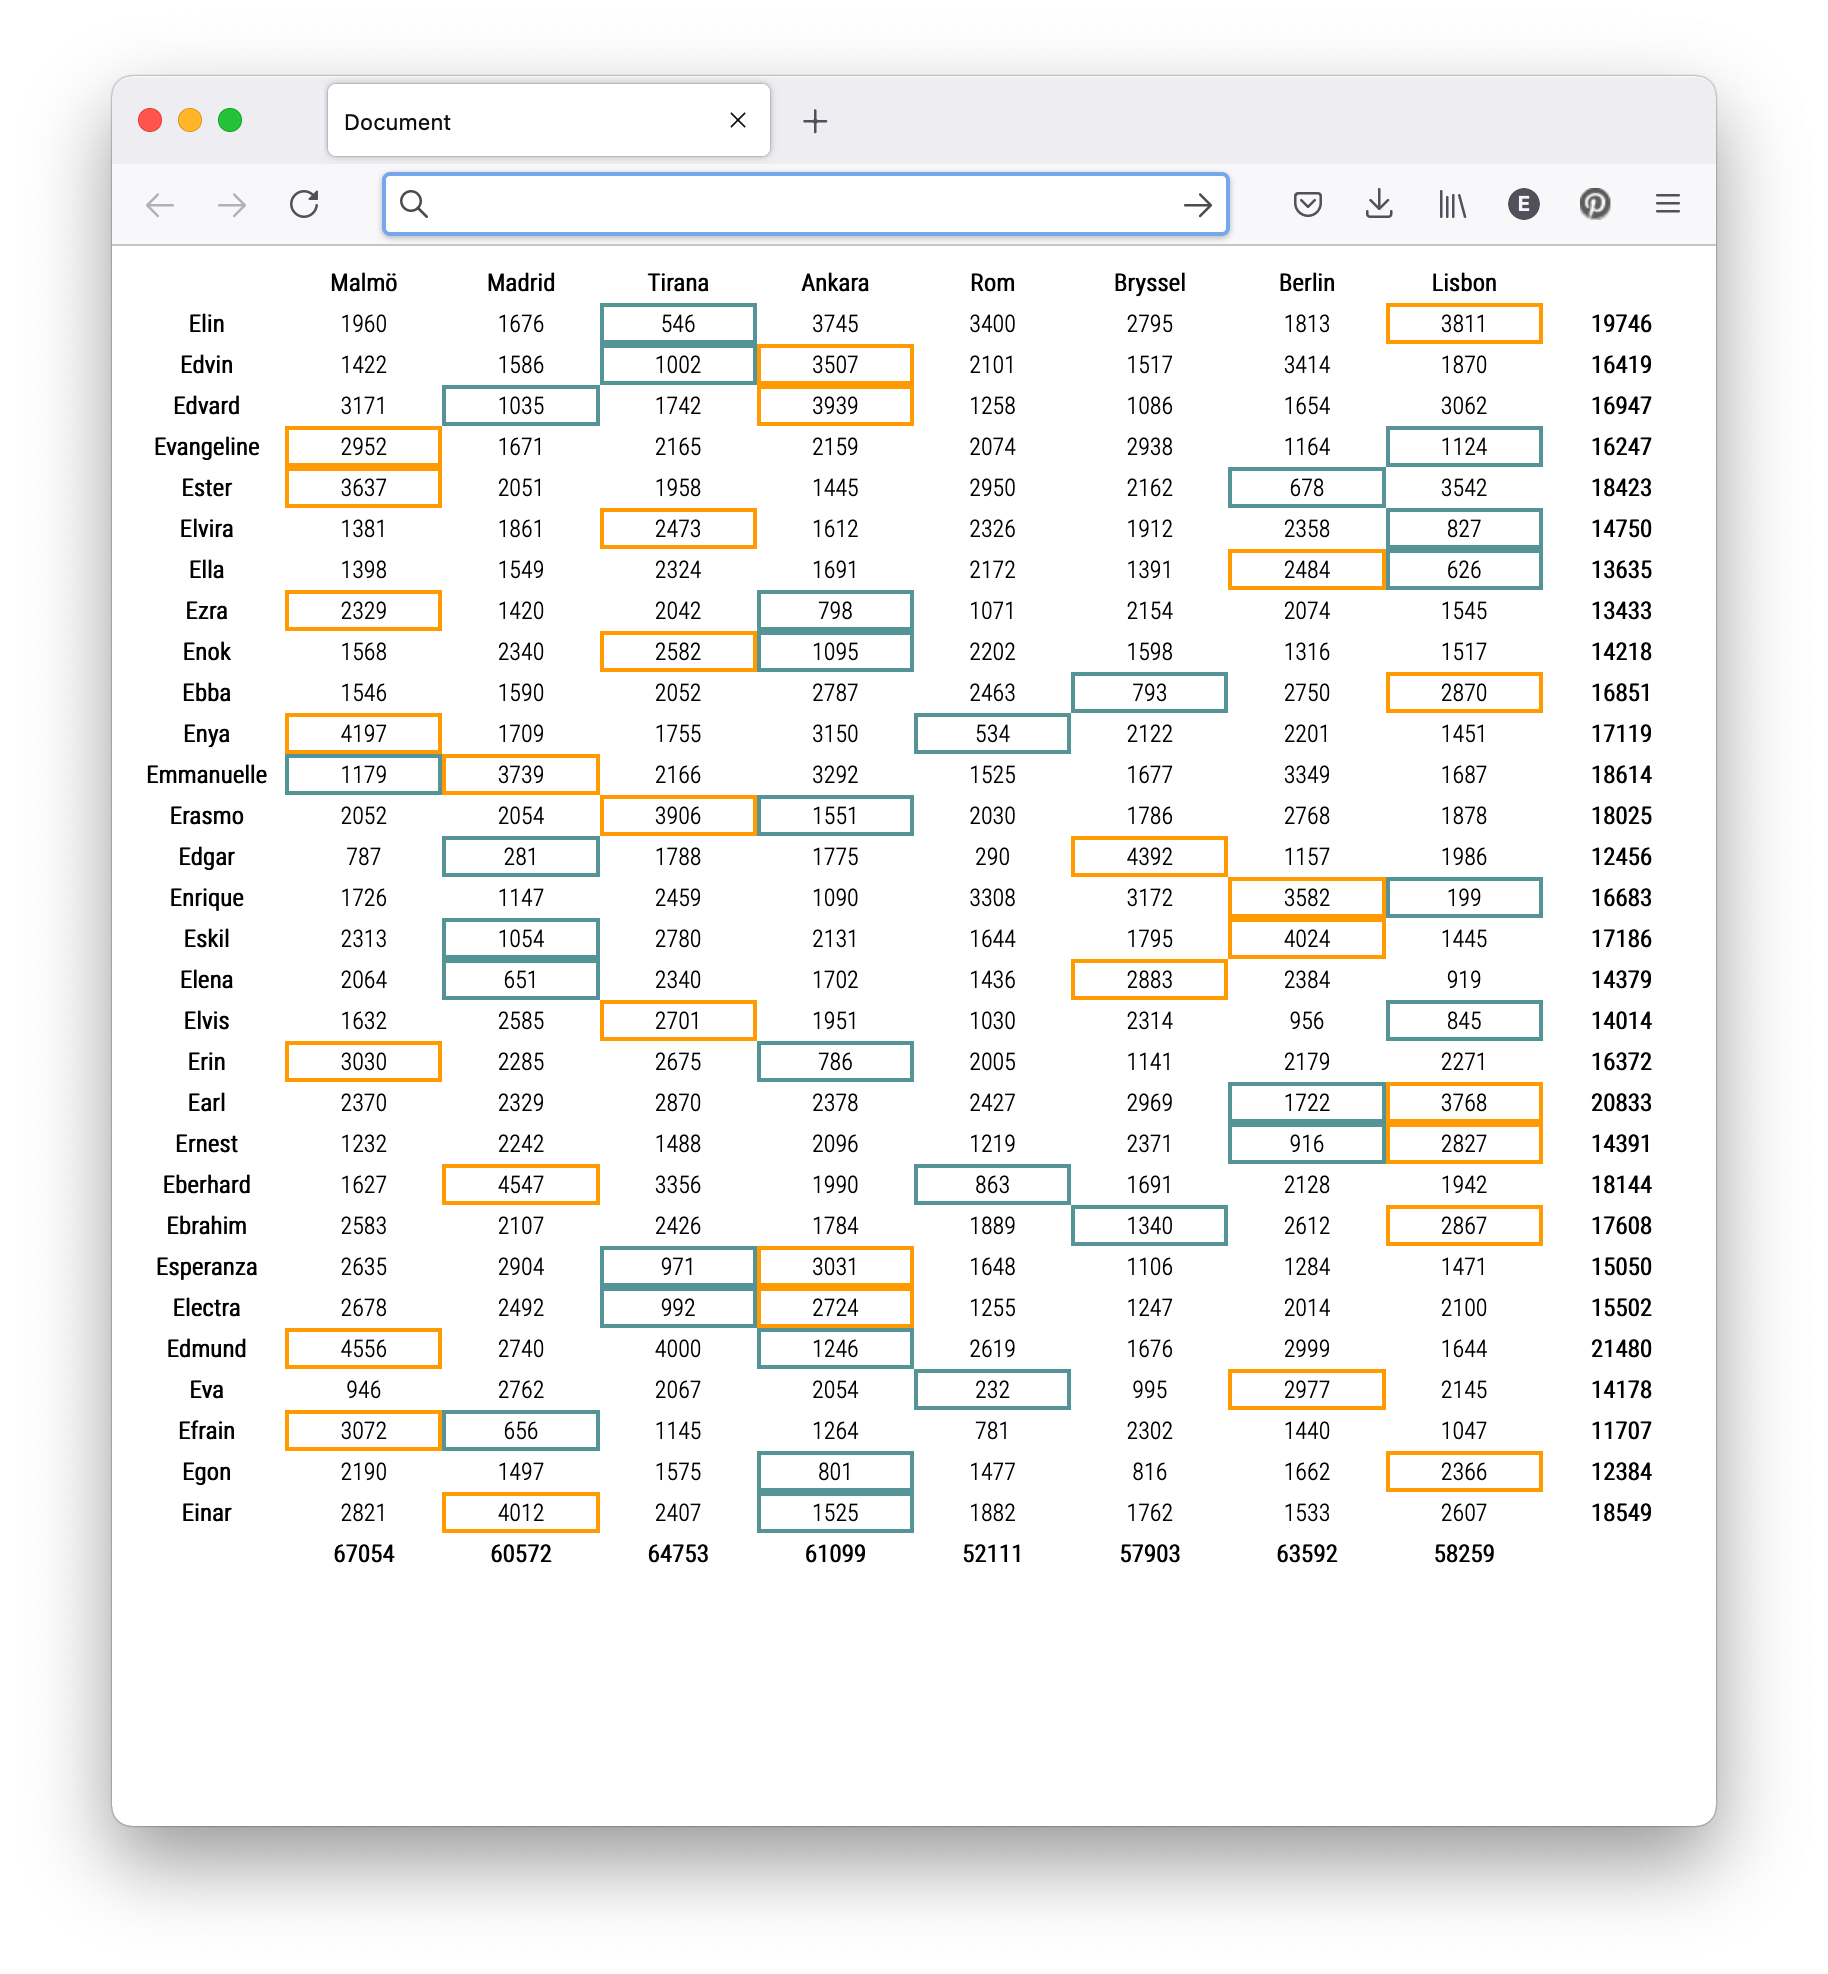 Document
E
Malmö Madrid Tirana Ankara Rom Bryssel Berlin Lisbon
Elin 1960 1676 546 3745 3400 2795 1813 3811 19746
Edvin 1422 1586 1002 3507 2101 1517 3414 1870 16419
Edvard 3171 1035 1742 3939 1258 1086 1654 3062 16947
Evangeline 2952 1671 2165 2159 2074 2938 1164 1124 16247
Ester 3637 2051 1958 1445 2950 2162 678 3542 18423
Elvira 1381 1861 2473 1612 2326 1912 2358 827 14750
Ella 1398 1549 2324 1691 2172 1391 2484 626 13635
Ezra 2329 1420 2042 798 1071 2154 2074 1545 13433
Enok 1568 2340 2582 1095 2202 1598 1316 1517 14218
Ebba 1546 1590 2052 2787 2463 793 2750 2870 16851
Enya 4197 1709 1755 3150 534 2122 2201 1451 17119
Emmanuelle 1179 3739 2166 3292 1525 1677 3349 1687 18614
Erasmo 2052 2054 3906 1551 2030 1786 2768 1878 18025
Edgar 787 281 1788 1775 290 4392 1157 1986 12456
Enrique 1726 1147 2459 1090 3308 3172 3582 199 16683
Eskil 2313 1054 2780 2131 1644 1795 4024 1445 17186
Elena 2064 651 2340 1702 1436 2883 2384 919 14379
Elvis 1632 2585 2701 1951 1030 2314 956 845 14014
Erin 3030 2285 2675 786 2005 1141 2179 2271 16372
Earl 2370 2329 2870 2378 2427 2969 1722 3768 20833
Ernest 1232 2242 1488 2096 1219 2371 916 2827 14391
Eberhard 1627 4547 3356 1990 863 1691 2128 1942 18144
Ebrahim 2583 2107 2426 1784 1889 1340 2612 2867 17608
Esperanza 2635 2904 971 3031 1648 1106 1284 1471 15050
Electra 2678 2492 992 2724 1255 1247 2014 2100 15502
Edmund 4556 2740 4000 1246 2619 1676 2999 1644 21480
Eva 946 2762 2067 2054 232 995 2977 2145 14178
Efrain 3072 656 1145 1264 781 2302 1440 1047 11707
Egon 2190 1497 1575 801 1477 816 1662 2366 12384
Einar 2821 4012 2407 1525 1882 1762 1533 2607 18549
67054 60572 64753 61099 52111 57903 63592 58259